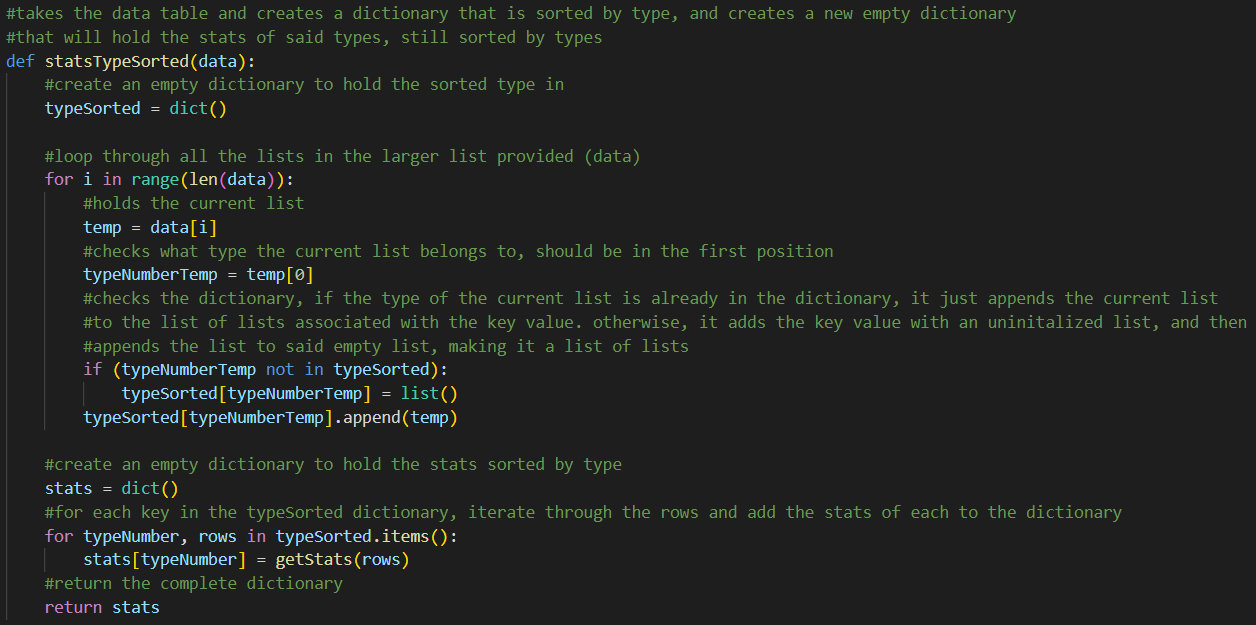 #takes the data table and creates a dictionary that is sorted by type, and creates a new empty dictionary
#that will hold the stats of said types, still sorted by types
def statsTypeSorted(data):
    #create an empty dictionary to hold the sorted type in
    typeSorted = dict()

    #loop through all the lists in the larger list provided (data)
    for i in range(len(data)):
        #holds the current list
        temp = data[i]
        #checks what type the current list belongs to, should be in the first position
        typeNumberTemp = temp[0]
        #checks the dictionary, if the type of the current list is already in the dictionary, it just appends the current list
        #to the list of lists associated with the key value. otherwise, it adds the key value with an uninitalized list, and then
        #appends the list to said empty list, making it a list of lists
        if (typeNumberTemp not in typeSorted):
            typeSorted[typeNumberTemp] = list()
        typeSorted[typeNumberTemp].append(temp)

    #create an empty dictionary to hold the stats sorted by type
    stats = dict()
    #for each key in the typeSorted dictionary, iterate through the rows and add the stats of each to the dictionary
    for typeNumber, rows in typeSorted.items():
        stats[typeNumber] = getStats(rows)
    #return the complete dictionary
    return stats